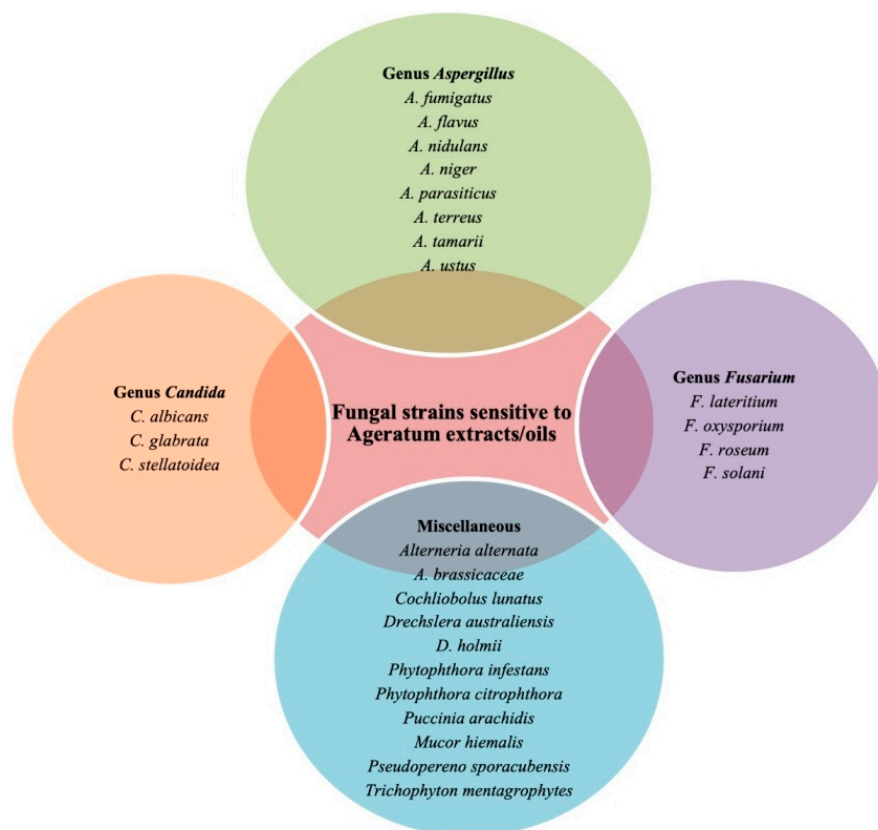 Genus Aspergillus
A. fumigatus
A. flavus
A. nidulans
A. niger
A. parasiticus
A. terreus
A. tamarii
A. ustus
Genus Candida
C. albicans
C. glabrata
C. stellatoidea
Fungal strains sensitive to
Ageratum extracts/oils
Genus Fusarium
F. lateritium
F. oxysporium
F. roseum
F. solani
Miscellaneous
Alterneria alternata
A. brassicaceae
Cochliobolus lunatus
Drechslera australiensis
D. holmii
Phytophthora infestans
Phytophthora citrophthora
Puccinia arachidis
Mucor hiemalis
Pseudopereno sporacubensis
Trichophyton mentagrophytes